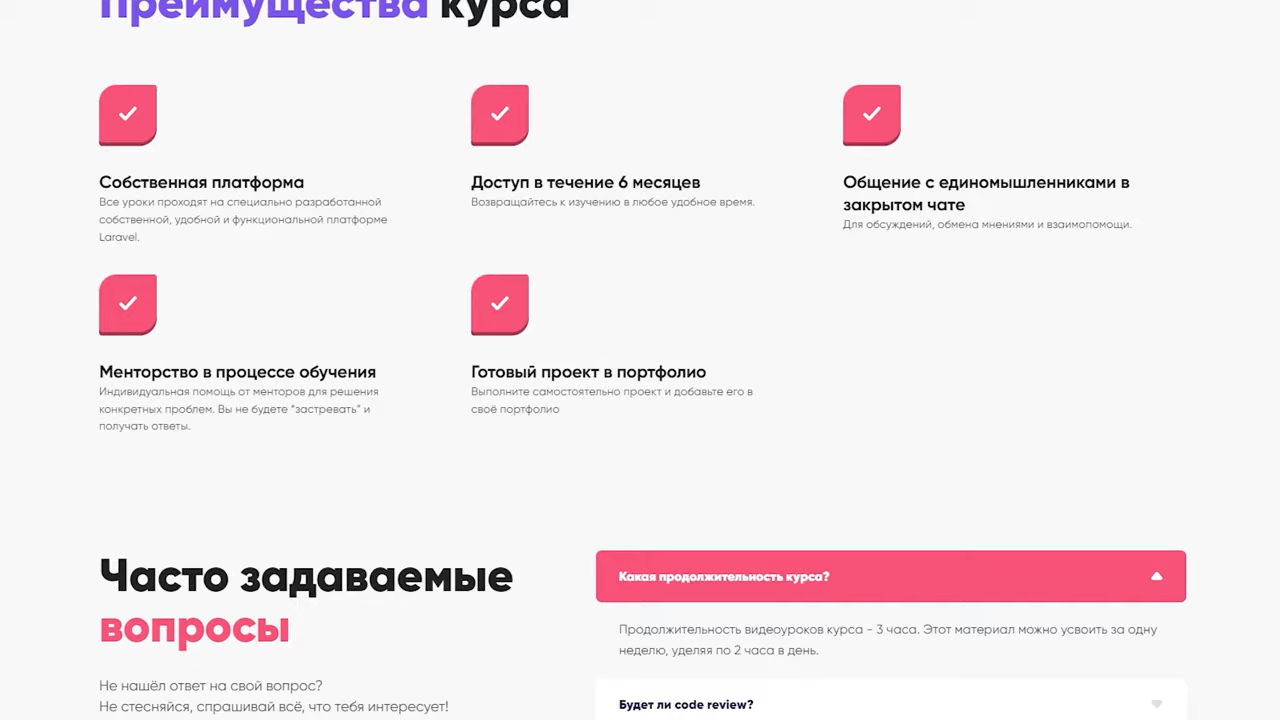 Преимущества курса
Собственная платформа
Все уроки проходят на специально разработанной
собственной, удобной и функциональной платформе
Laravel.
Доступ в течение 6 месяцев
Возвращайтесь к изучению в любое удобное время.
Общение с единомышленниками в
закрытом чате
Для обсуждений, обмена мнениями и взаимопомощи.
Менторство в процессе обучения
Индивидуальная помощь от менторов для решения
конкретных проблем. Вы не будете "застревать" и
получать ответы.
Готовый проект в портфолио
Выполните самостоятельно проект и добавьте его в
своё портфолио
Часто задаваемые
вопросы
Не нашёл ответ на свой вопрос?
Не стесняйся, спрашивай всё, что тебя интересует!
Какая продолжительность курса?
Продолжительность видеоуроков курса - 3 часа. Этот материал можно усвоить за одну
неделю, уделяя по 2 часа в день.
Будет ли code review?